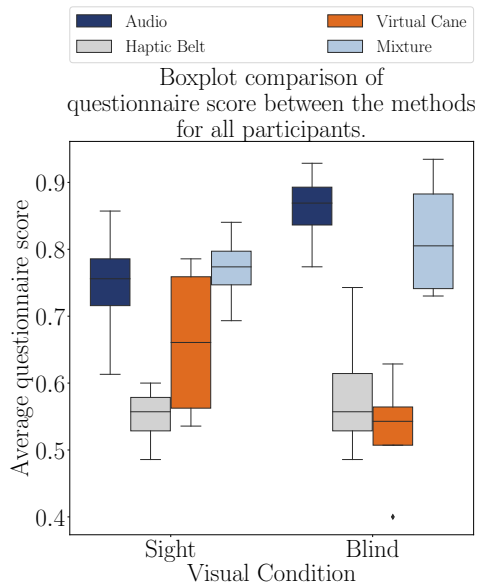 Audio
Haptic Belt
Virtual Cane
Mixture
Boxplot comparison of
questionnaire score between the methods
for all participants.
Average questionnaire score
0.9
0.8
0.7
0.6
0.5
0.4
Sight Blind
Visual Condition